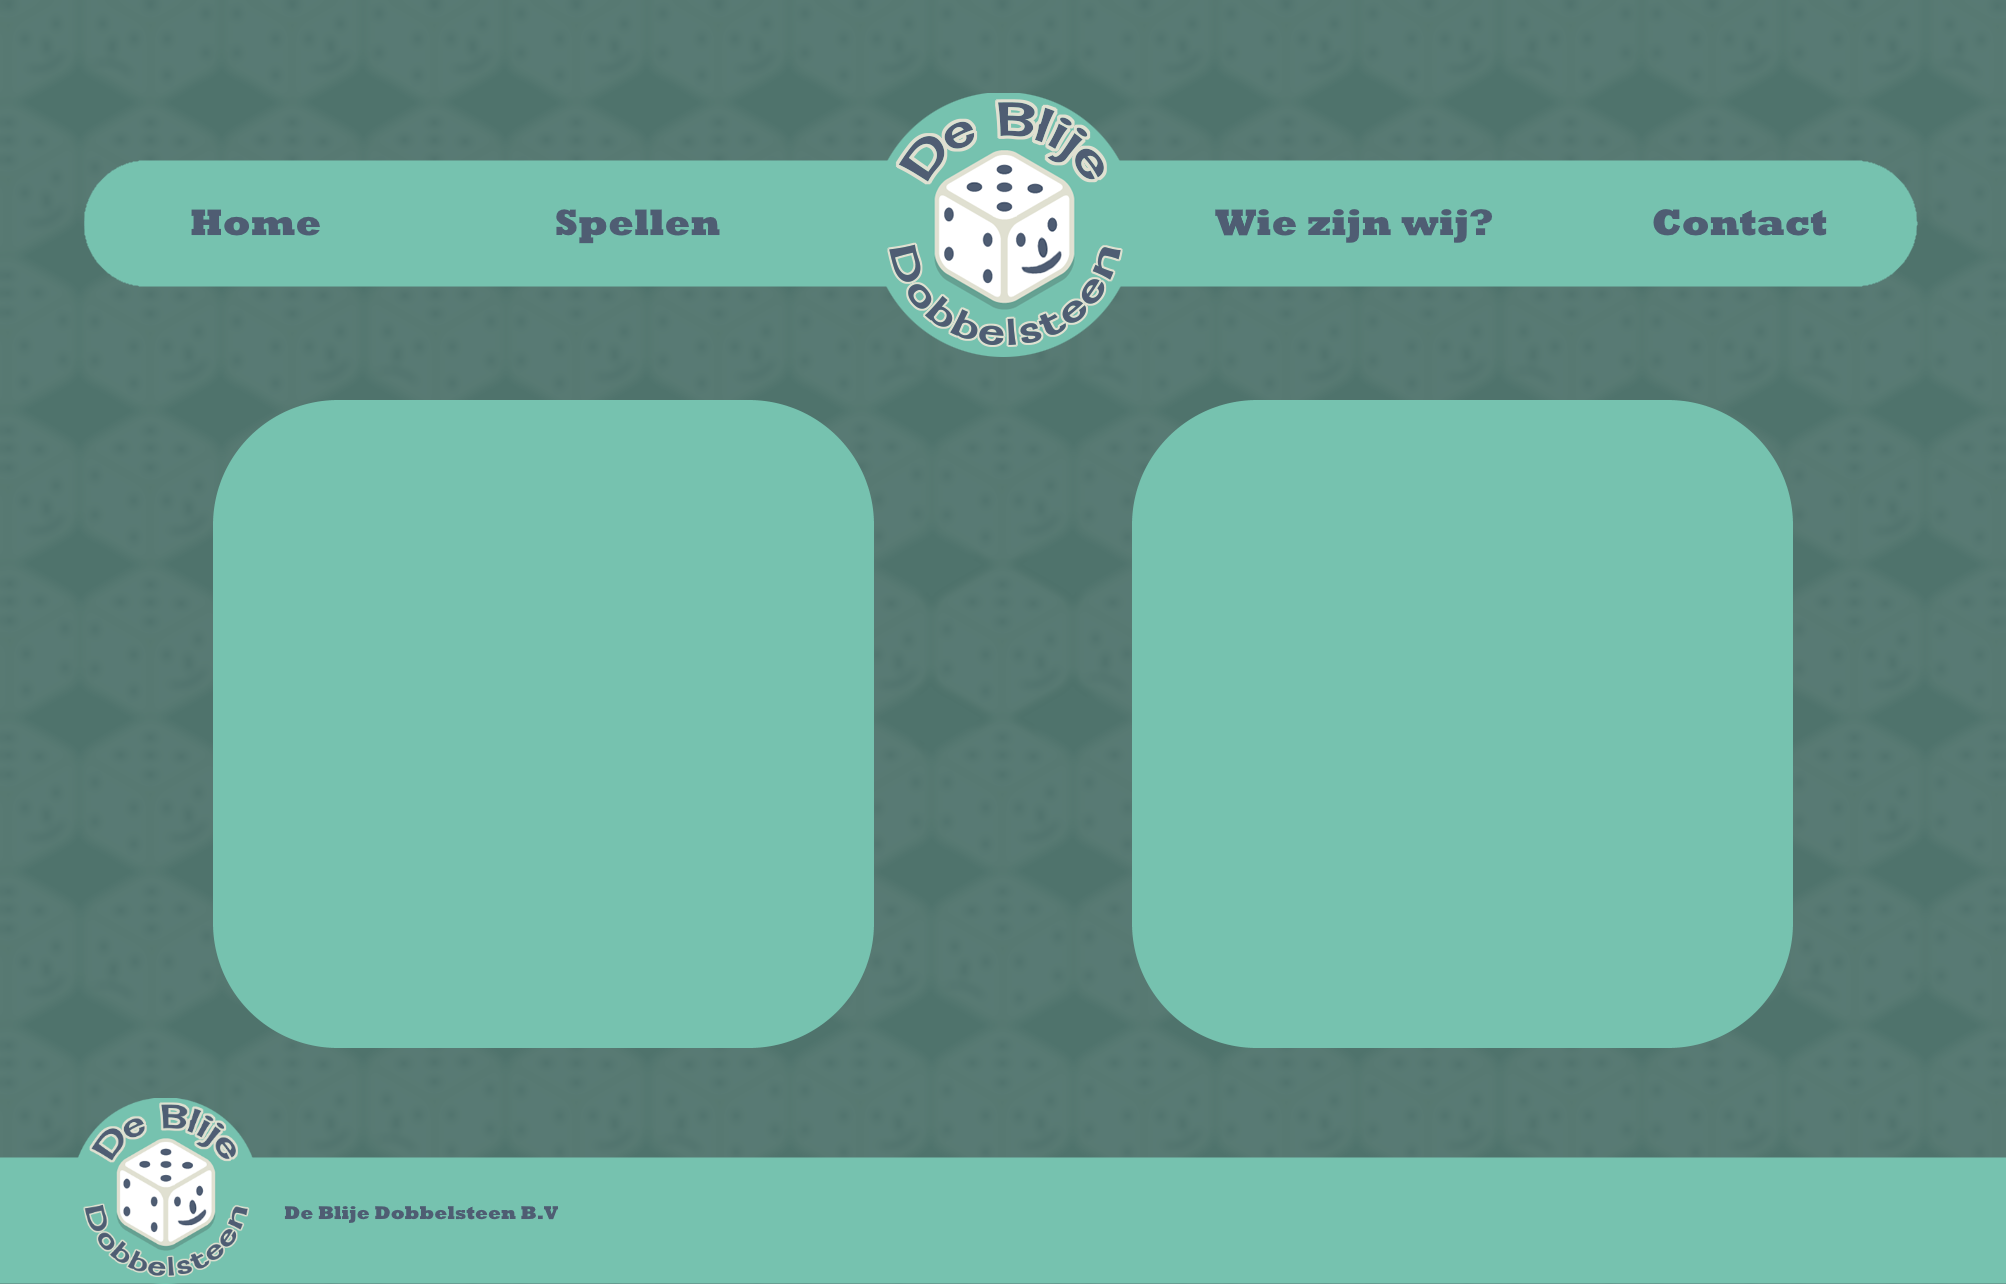 De Blije
Home Spellen Wie zijn wij? Contact
Dobbelsteen
De Blije
De Blije Dobbelsteen B.V
Dobbelsteen